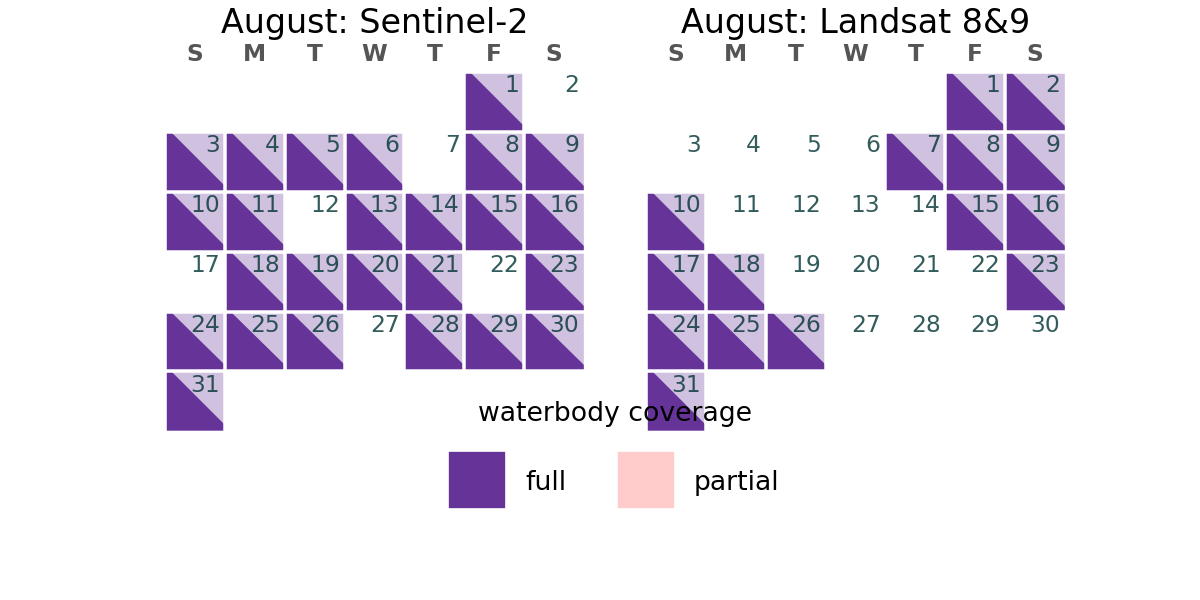 August: Sentinel-2
S M T W T F S
1 2
3 4 5 6 7 8 9
10 11 12 13 14 15 16
17 18 19 20 21 22 23
24 25 26 27 28 29 30
31
August: Landsat 8&9
S M T W T F S
1 2
3 4 5 6 7 8 9
10 11 12 13 14 15 16
17 18 19 20 21 22 23
24 25 26 27 28 29 30
31
waterbody coverage
full partial